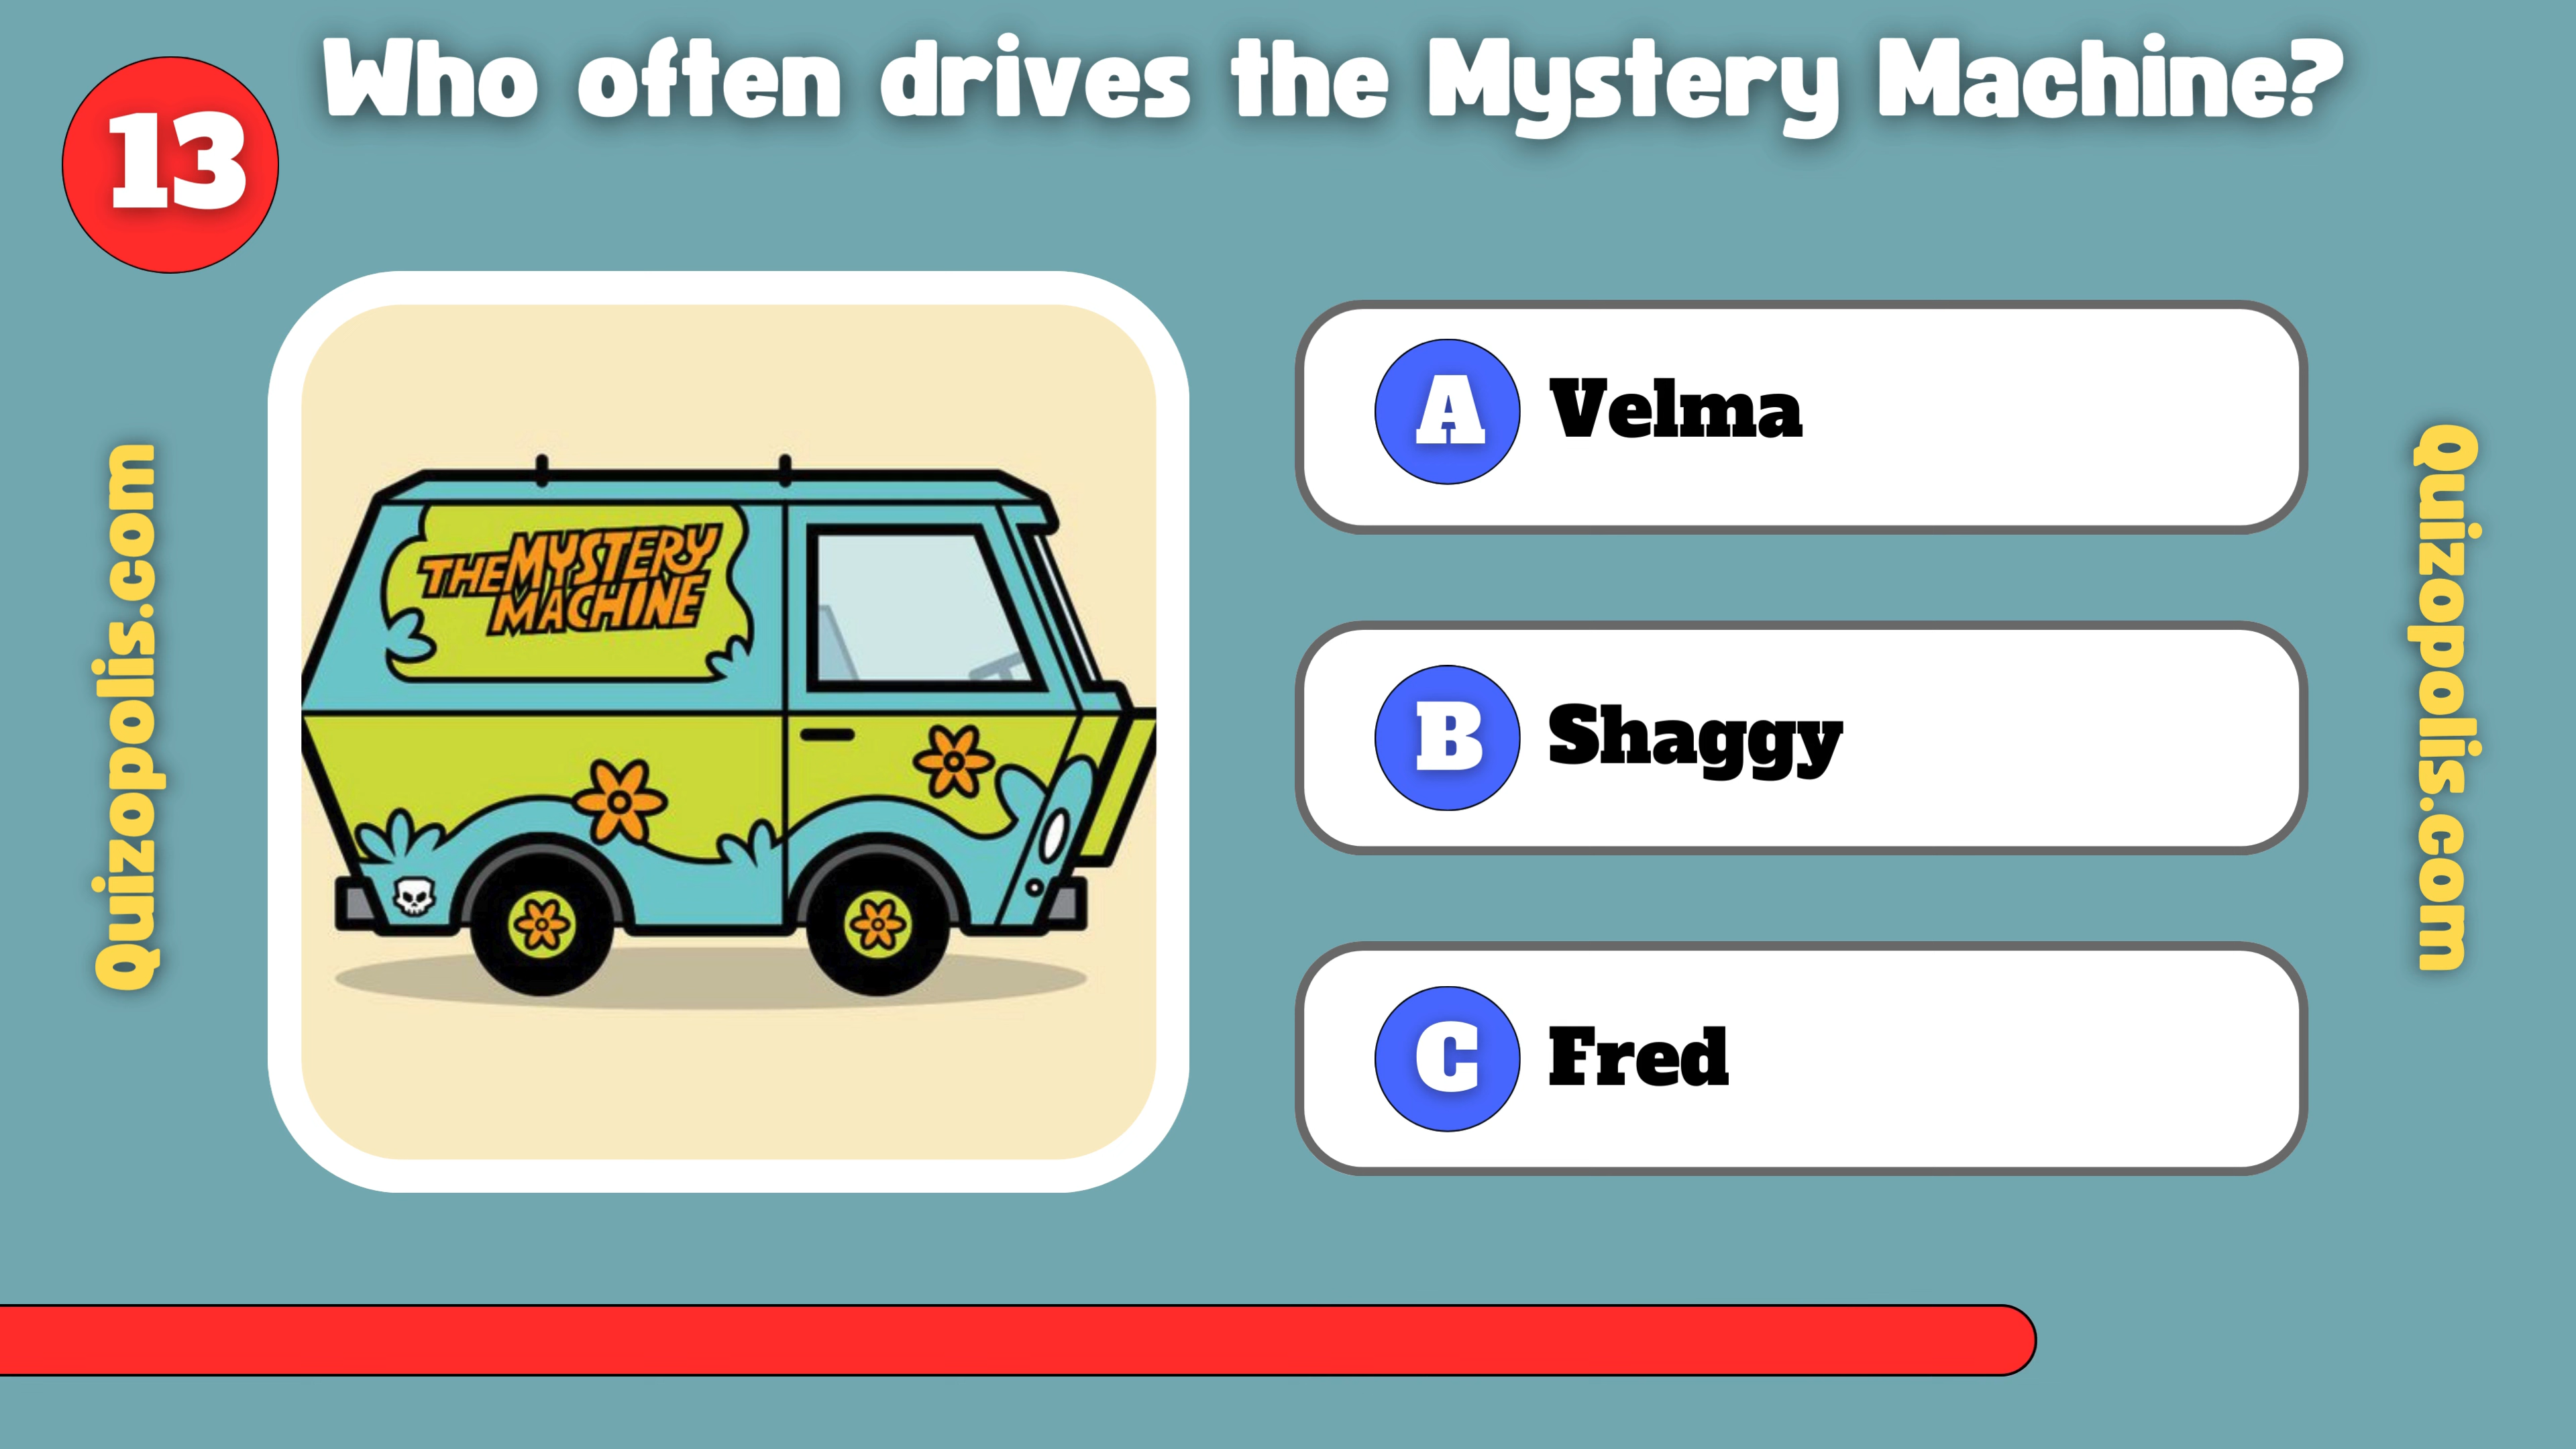 13
Who often drives the Mystery Machine?
Quizopolis.com
THE MYSTERY
MACHINE
A Velma
B Shaggy
C Fred
Quizopolis.com